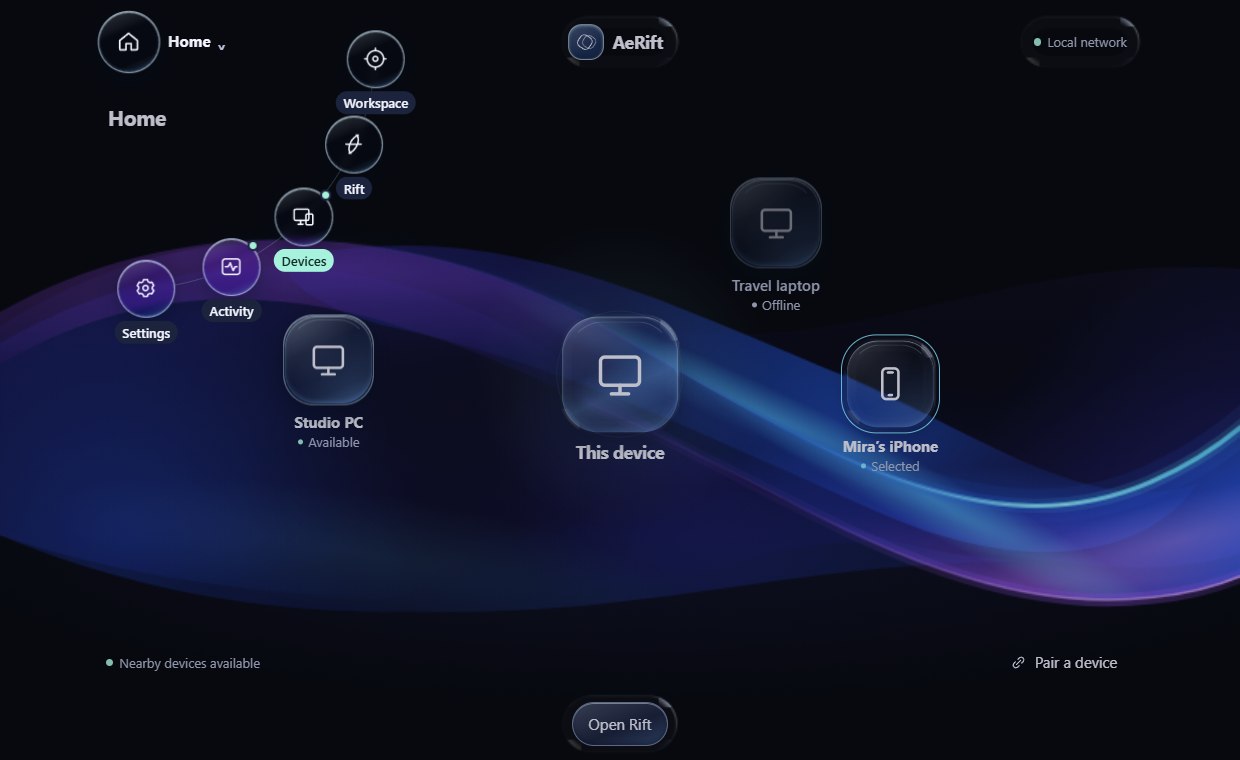 Home
AeRift
Local network
Workspace
Home
Rift
Devices
Travel laptop
Offline
Activity
Settings
Studio PC
Available
This device
Mira's iPhone
Selected
Nearby devices available
Pair a device
Open Rift